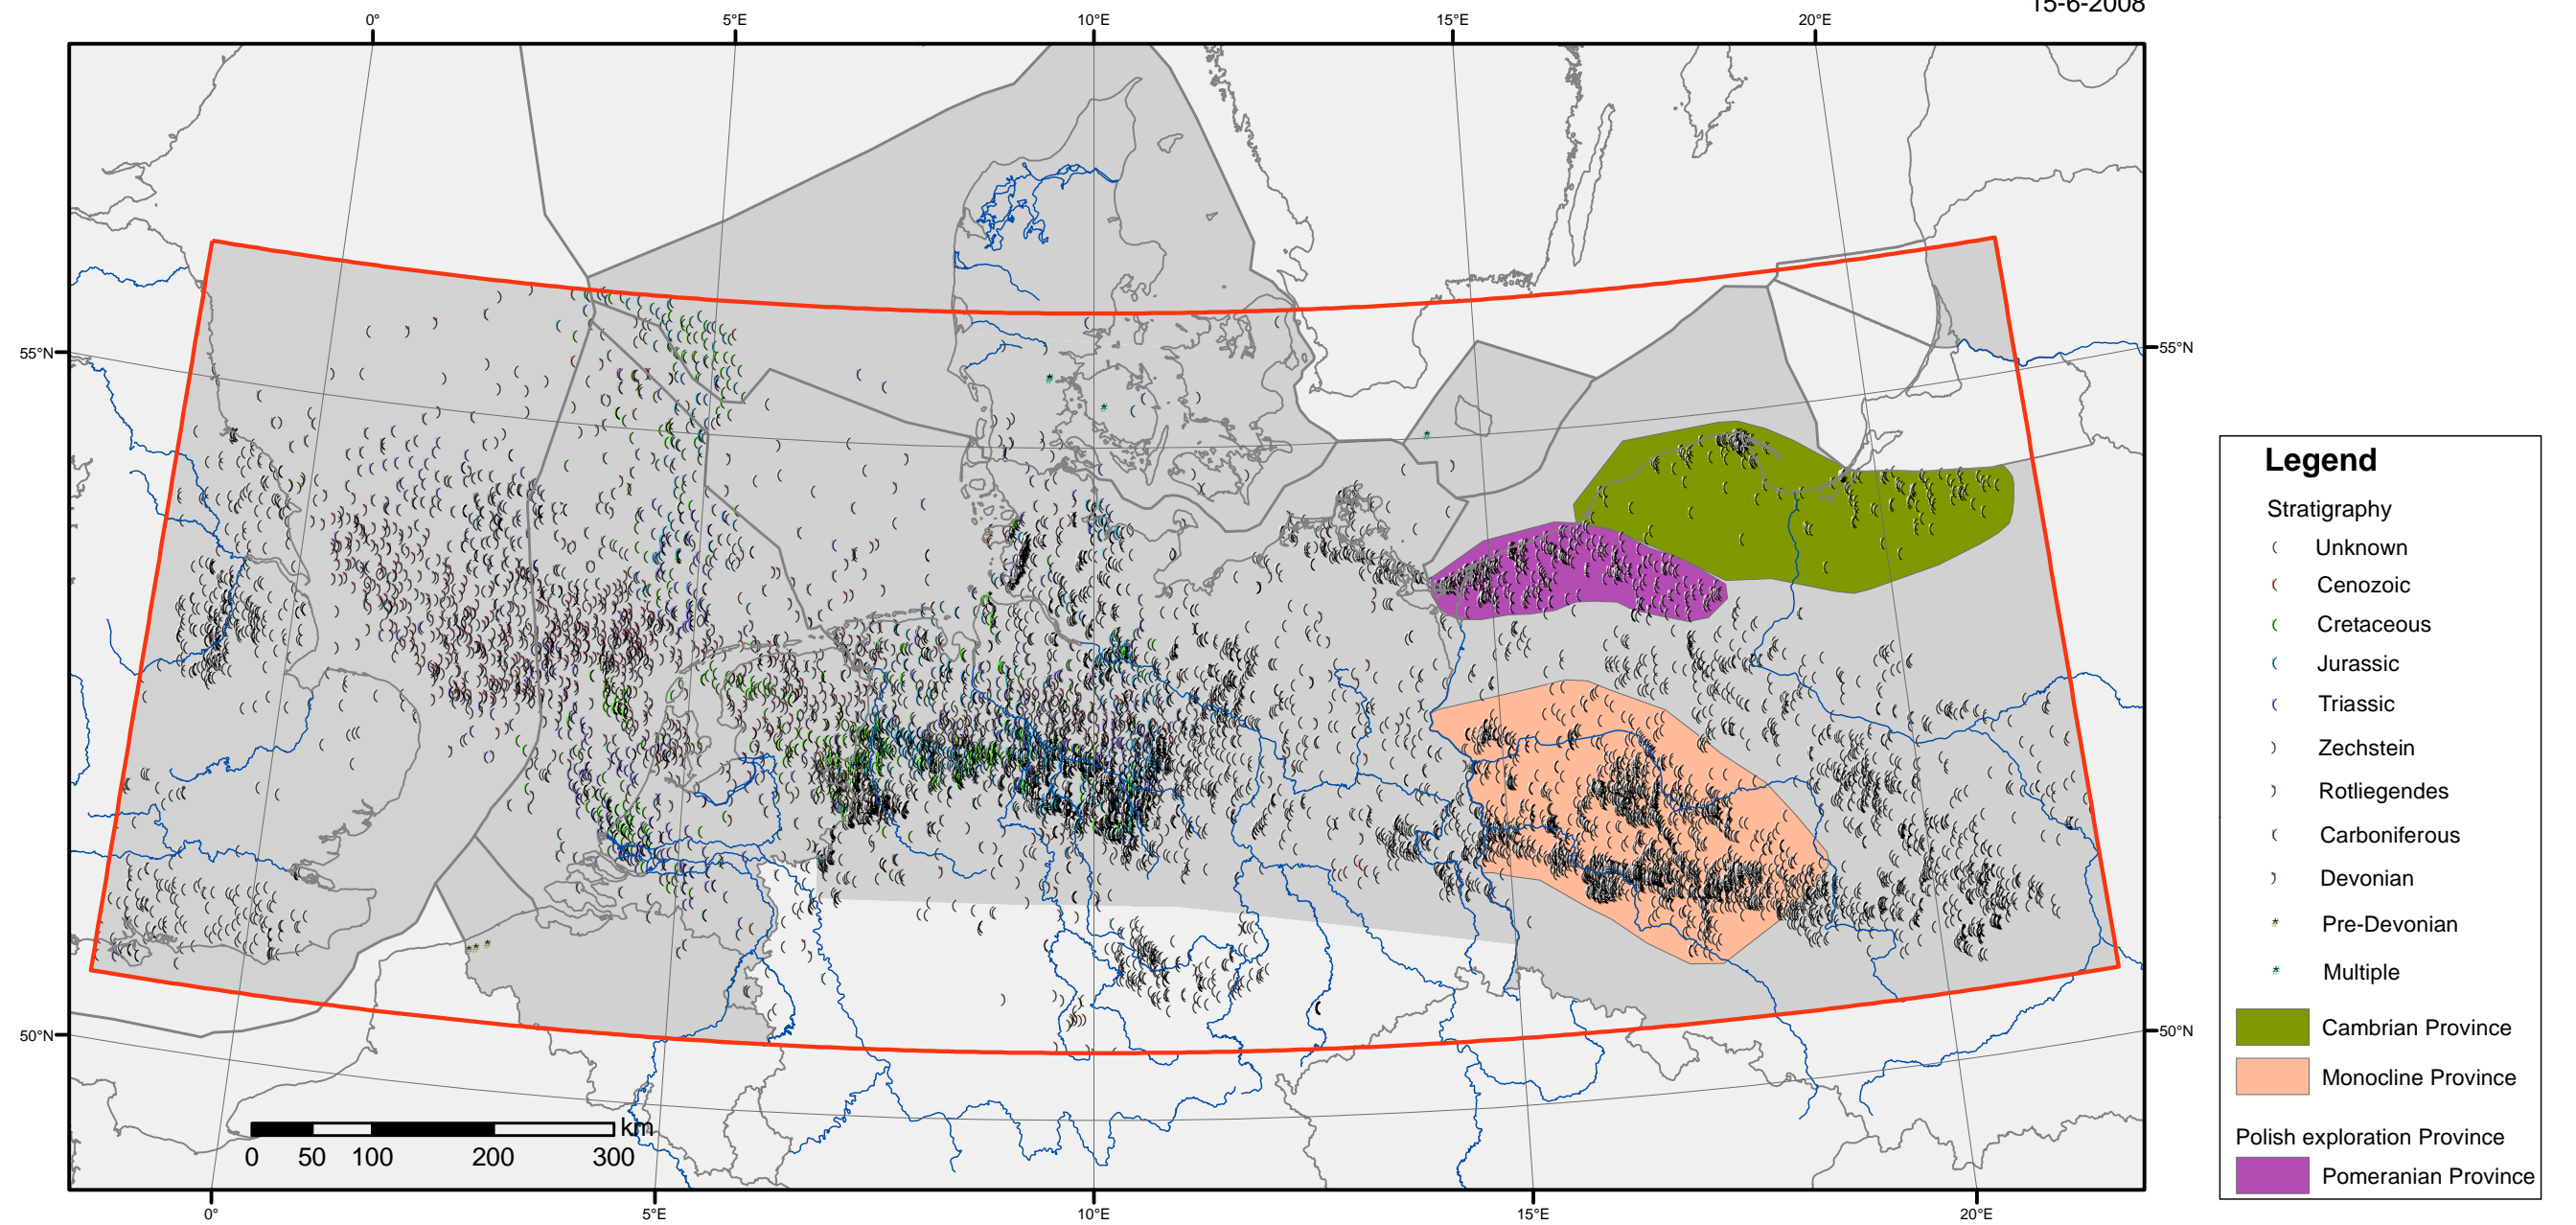 15-6-2008
0° 5°E 10°E 15°E 20°E
55°N 55°N
50°N 50°N
km
0 50 100 200 300
0° 5°E 10°E 15°E 20°E
Legend
Stratigraphy
Unknown
Cenozoic
Cretaceous
Jurassic
Triassic
Zechstein
Rotliegendes
Carboniferous
Devonian
Pre-Devonian
Multiple
Cambrian Province
Monocline Province
Polish exploration Province
Pomeranian Province